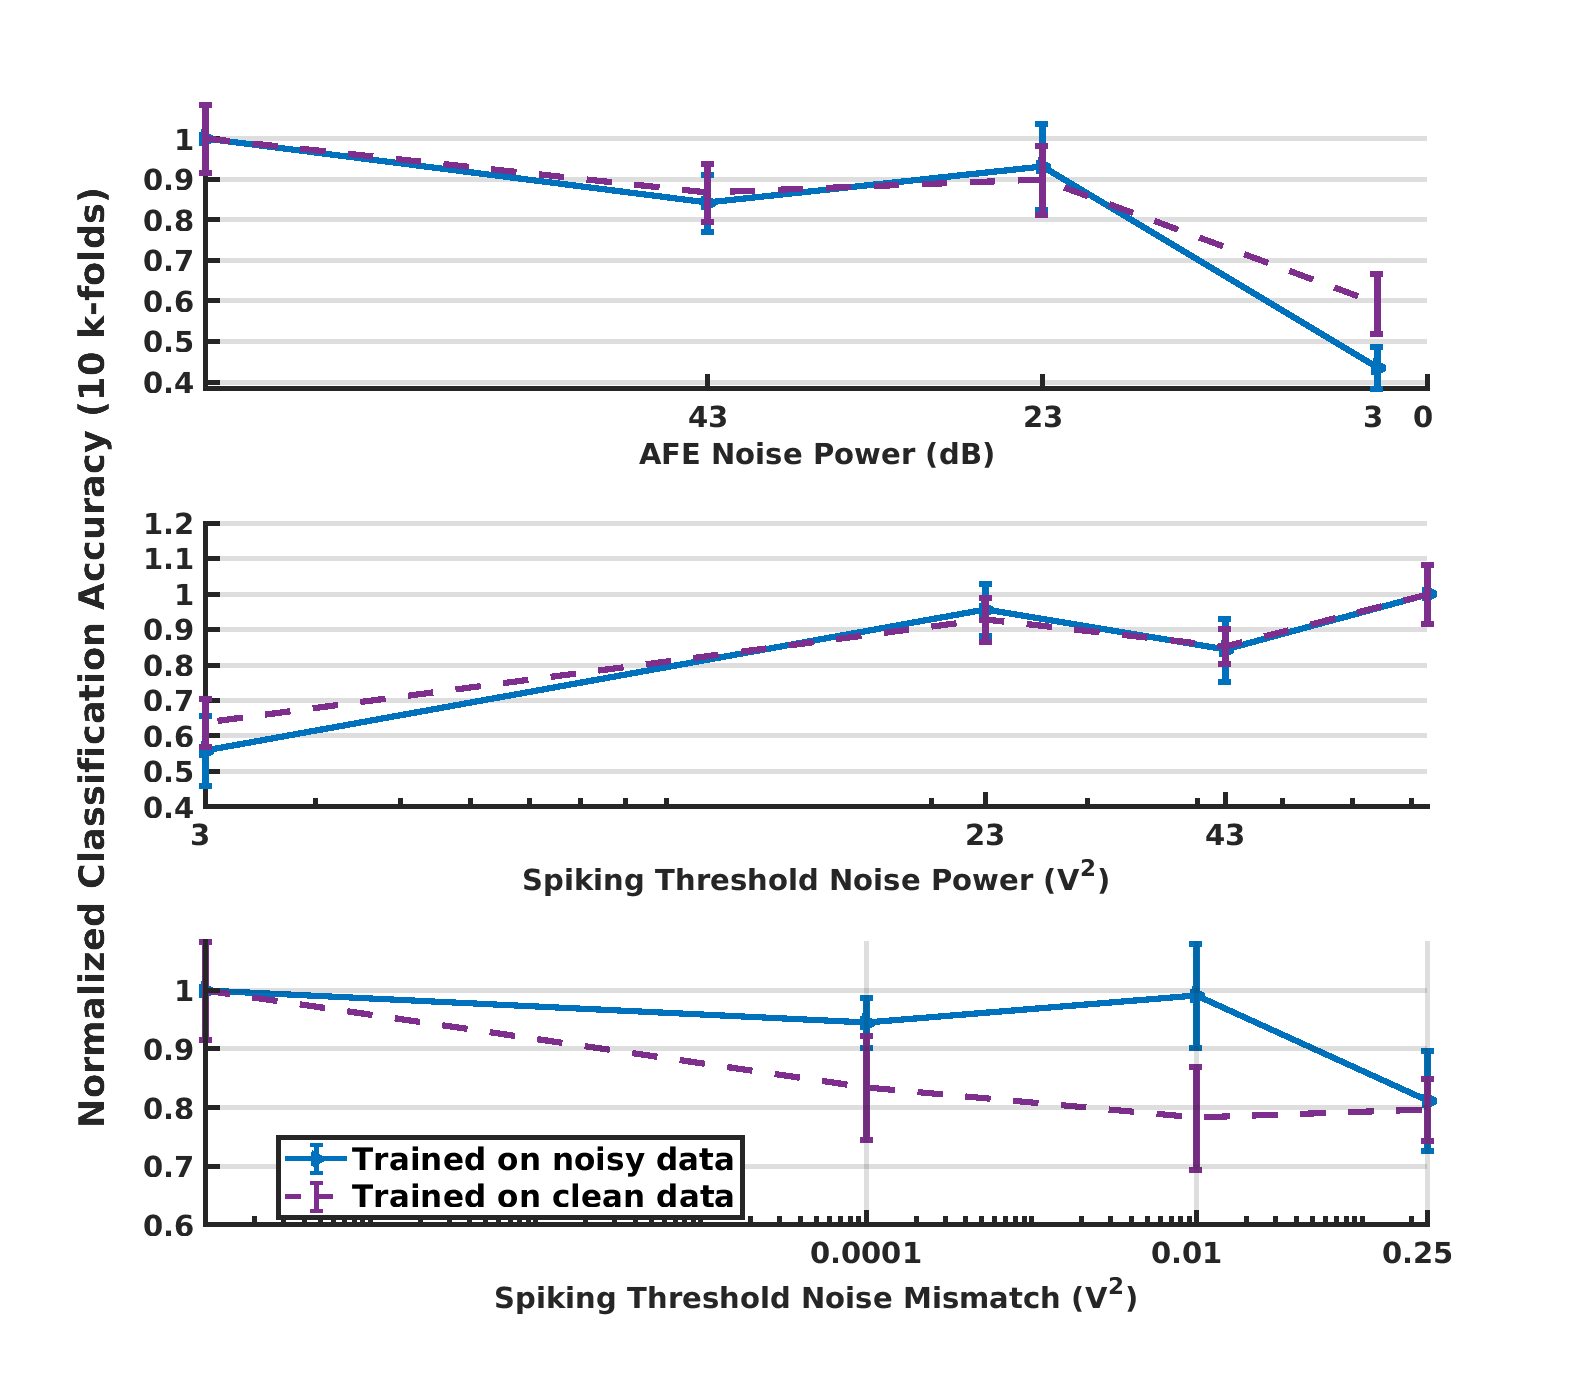 Normalized Classification Accuracy (10 k-folds)
1
0.9
0.8
0.7
0.6
0.5
0.4
43 23 3 0
AFE Noise Power (dB)
1.2
1.1
1
0.9
0.8
0.7
0.6
0.5
0.4
3 23 43
Spiking Threshold Noise Power (V²)
1
0.9
0.8
0.7
0.6
Trained on noisy data
Trained on clean data
0.0001 0.01 0.25
Spiking Threshold Noise Mismatch (V²)